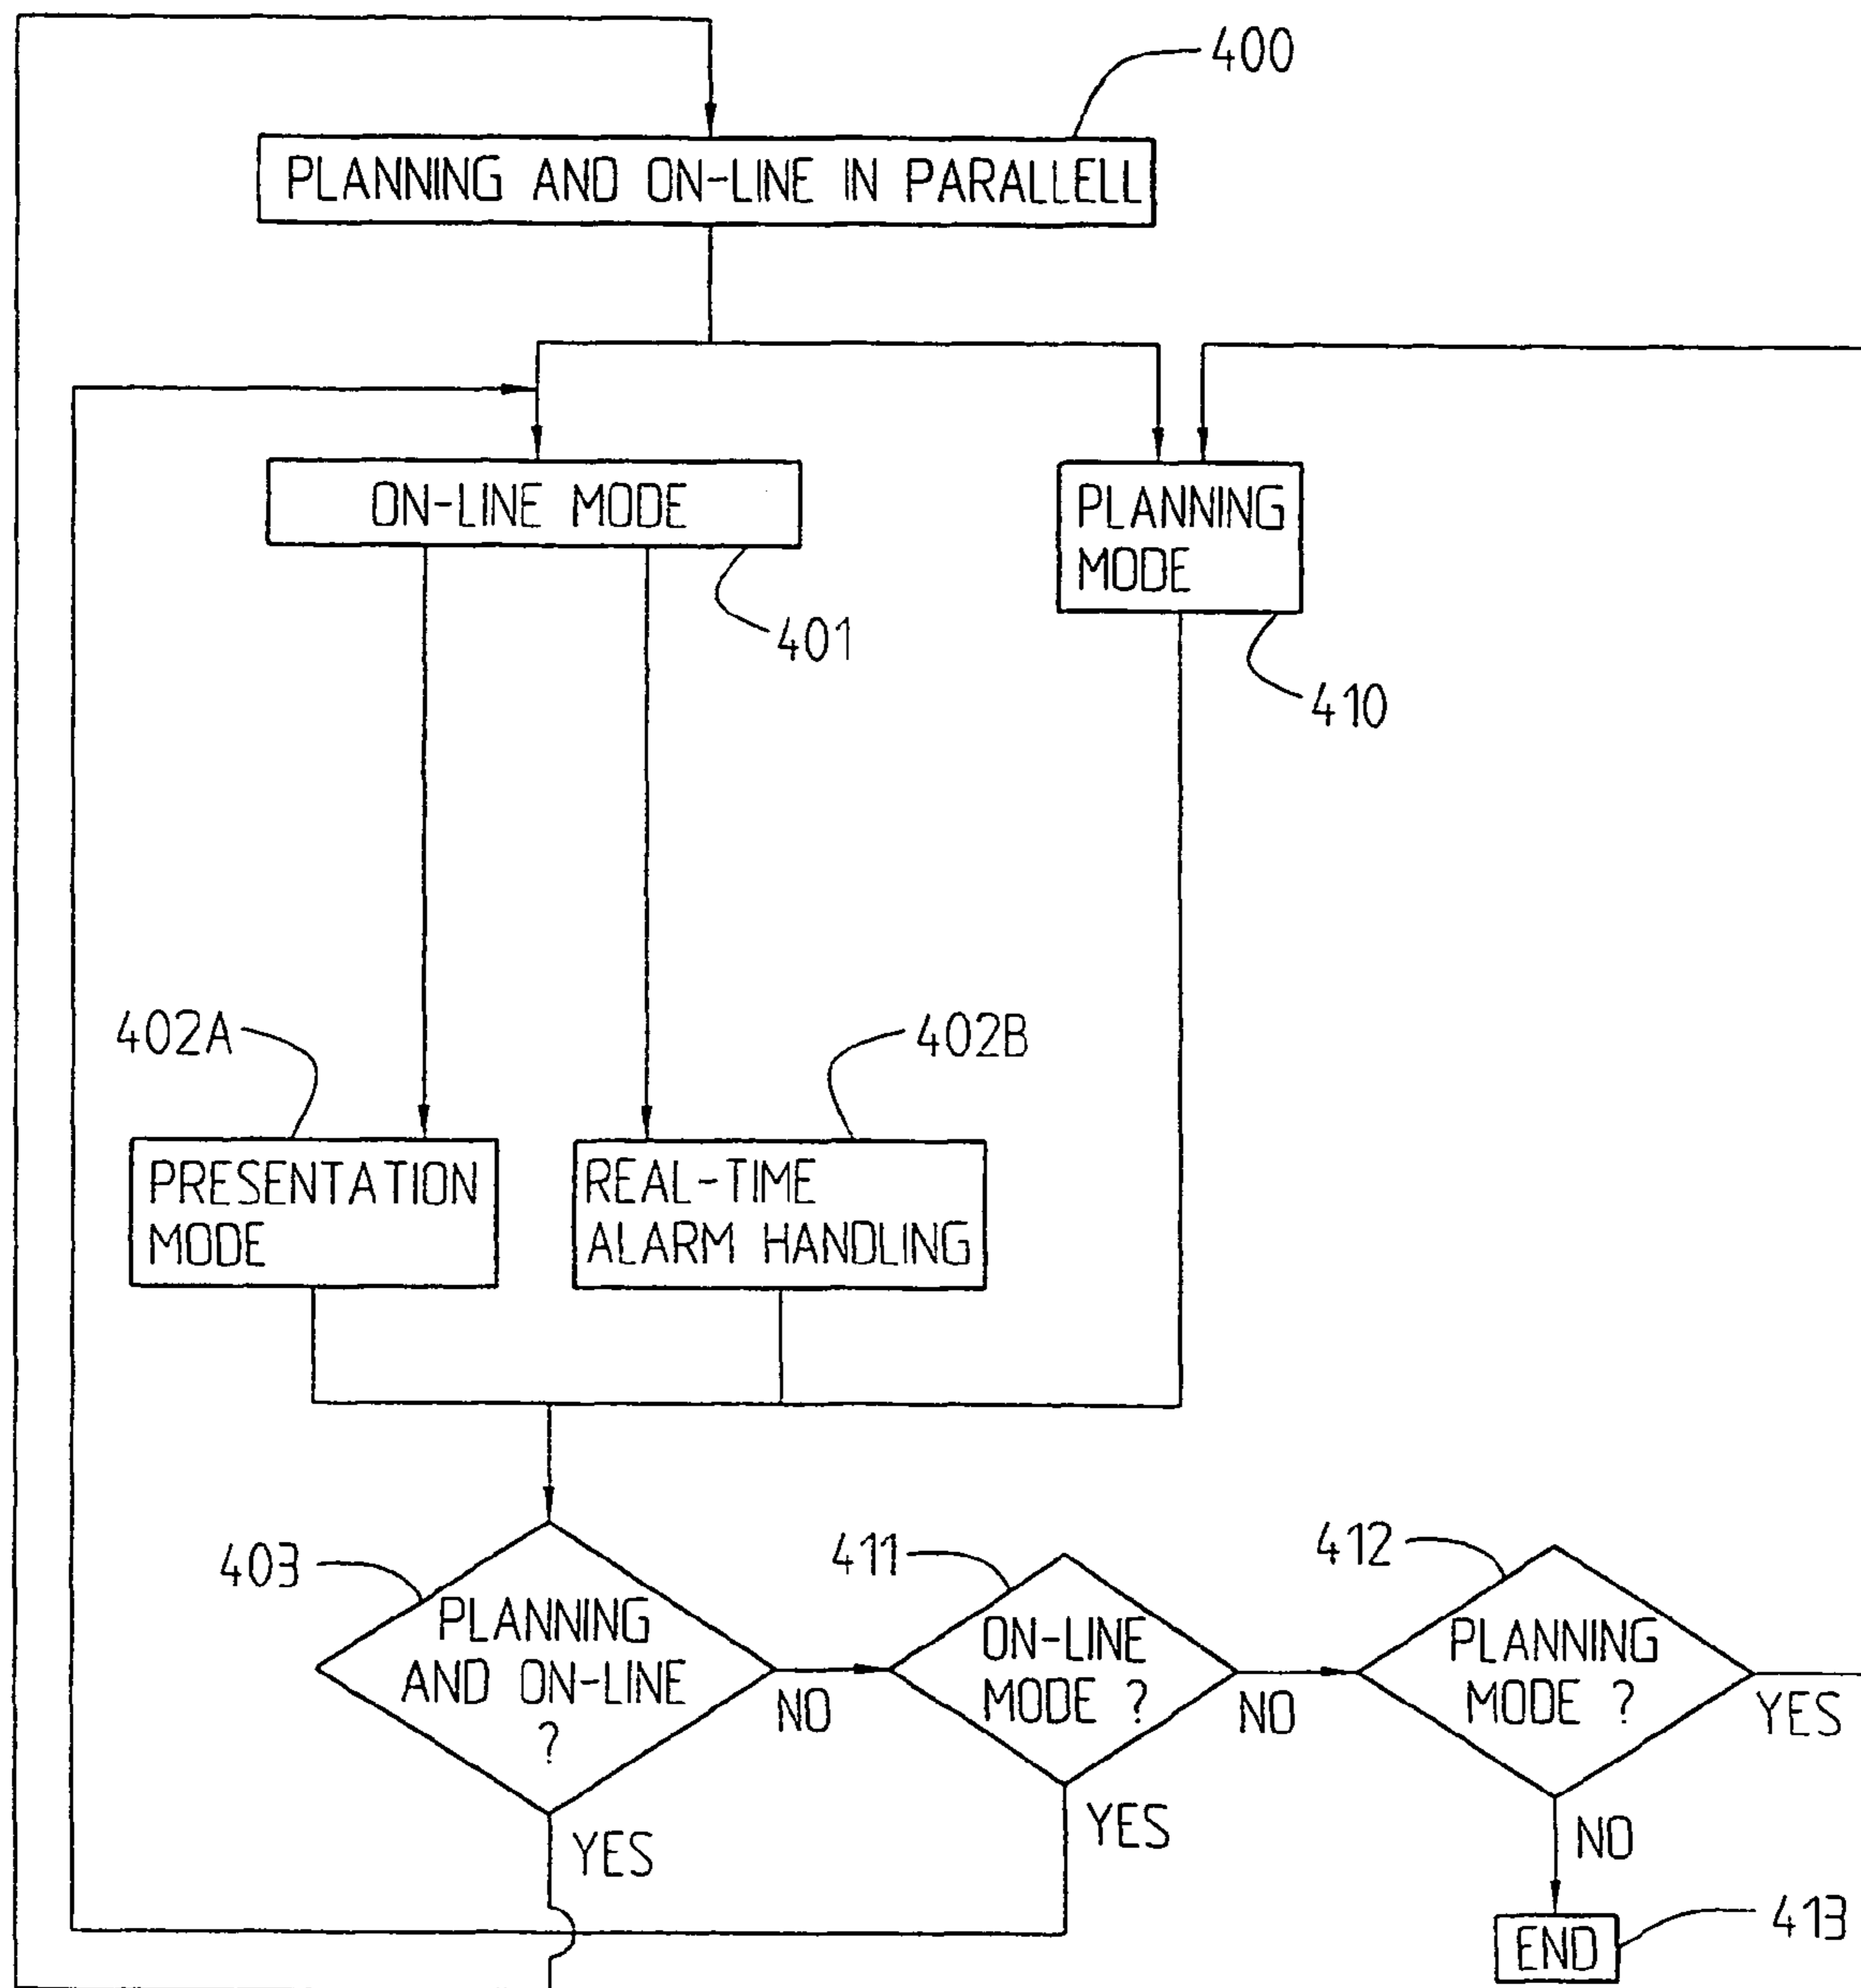 400
PLANNING AND ON-LINE IN PARALLELL
ON-LINE MODE
401
PLANNING
MODE
410
402A
402B
PRESENTATION
MODE
REAL-TIME
ALARM HANDLING
403
PLANNING
AND ON-LINE
?
NO
YES
411
ON-LINE
MODE ?
NO
YES
412
PLANNING
MODE ?
YES
NO
END
413